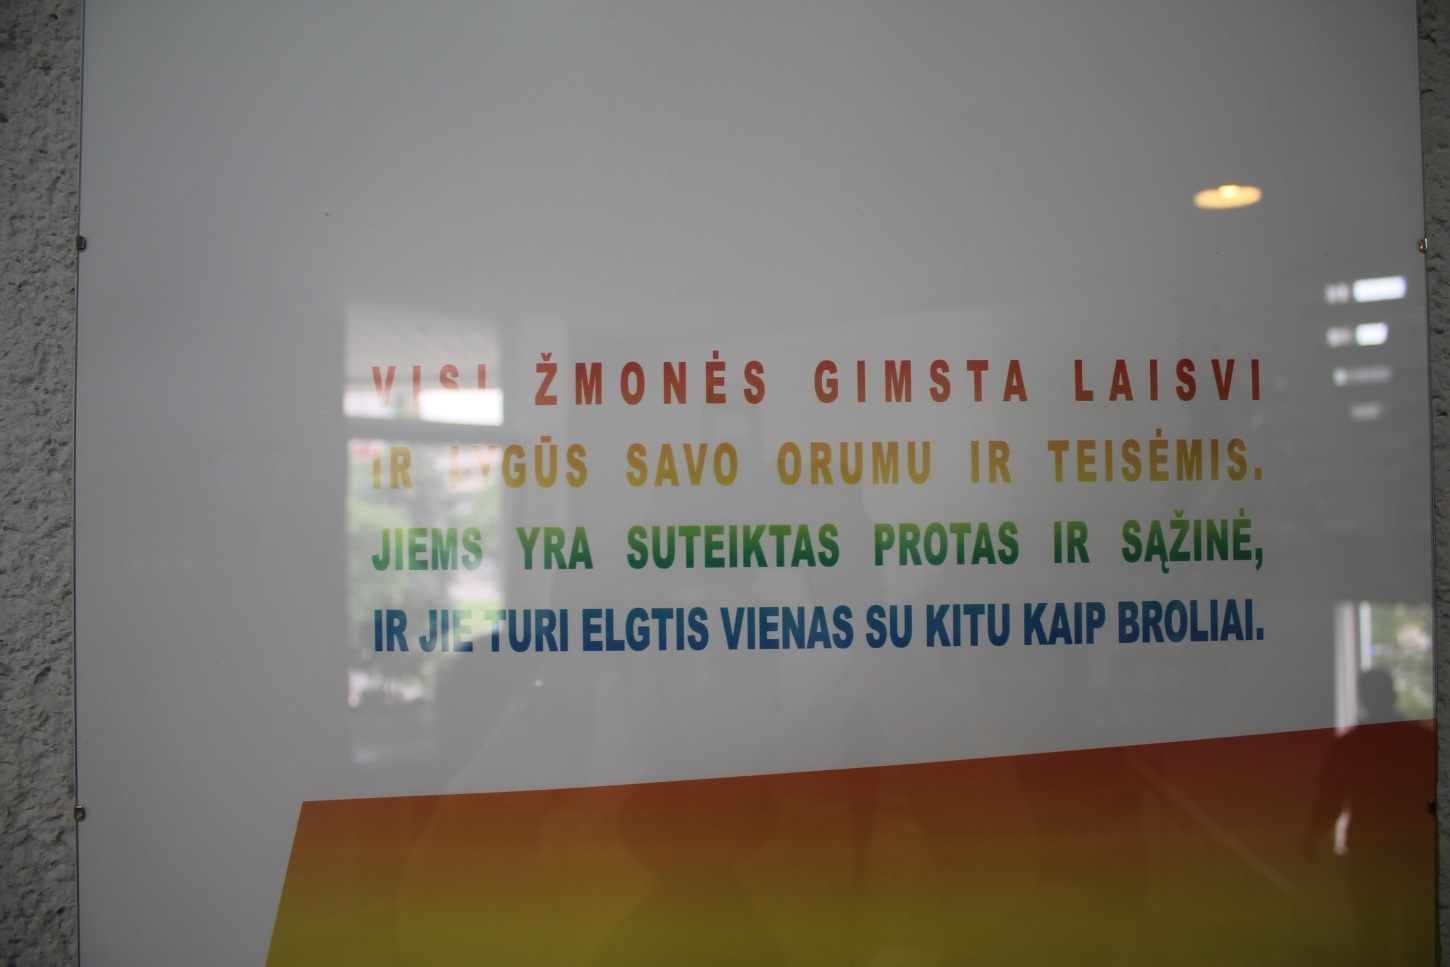 VISI ŽMONĖS GIMSTA LAISVI
IR LYGŪS SAVO ORUMU IR TEISĖMIS.
JIEMS YRA SUTEIKTAS PROTAS IR SĄŽINĖ,
IR JIE TURI ELGTIS VIENAS SU KITU KAIP BROLIAI.